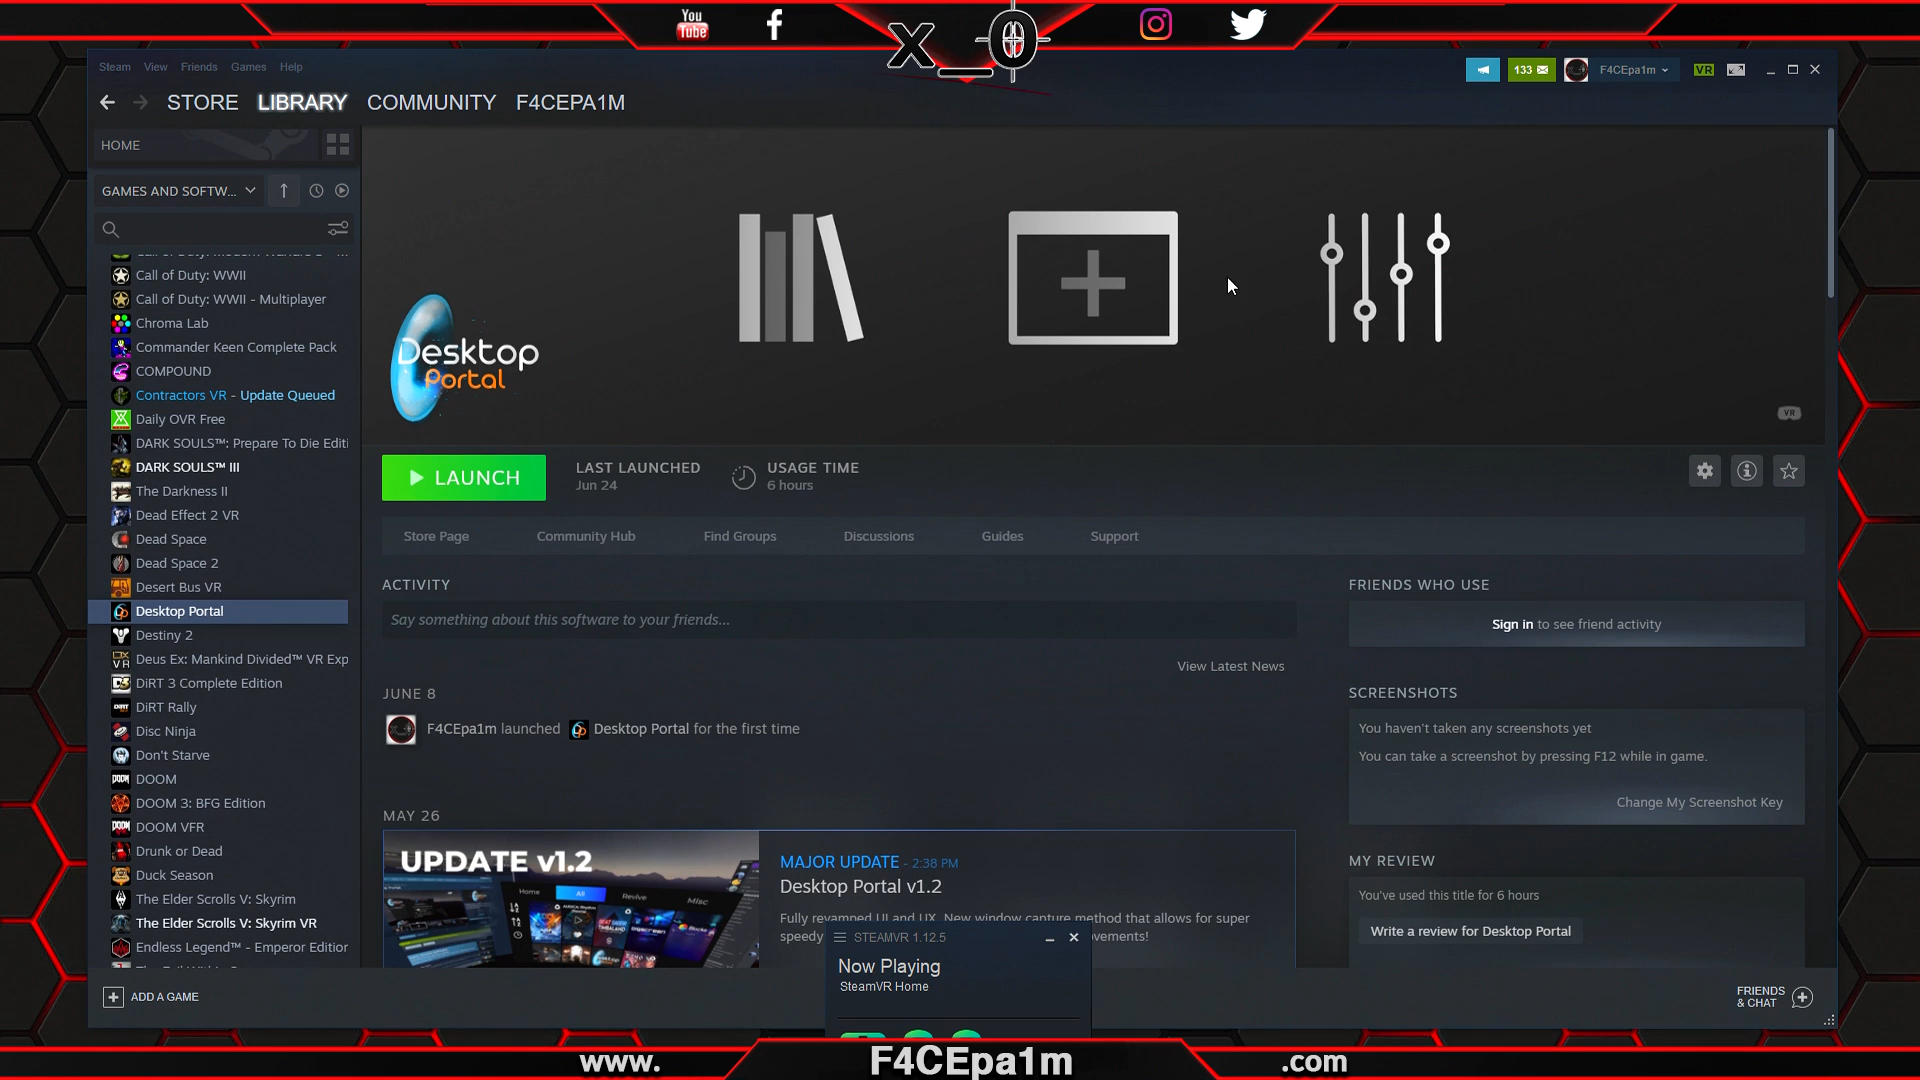 You
Tube
X_0
Steam View Friends Games Help
133
F4CEpa1m
VR
STORE LIBRARY COMMUNITY F4CEPA1M
HOME
GAMES AND SOFTW...
Call of Duty: WWII
Call of Duty: WWII - Multiplayer
Chroma Lab
Commander Keen Complete Pack
COMPOUND
Contractors VR - Update Queued
Daily OVR Free
DARK SOULS™: Prepare To Die Editi
DARK SOULS™ III
The Darkness II
Dead Effect 2 VR
Dead Space
Dead Space 2
Desert Bus VR
Desktop Portal
Destiny 2
Deus Ex: Mankind Divided™ VR Exp
DiRT 3 Complete Edition
DiRT Rally
Disc Ninja
Don't Starve
DOOM
DOOM 3: BFG Edition
DOOM VFR
Drunk or Dead
Duck Season
The Elder Scrolls V: Skyrim
The Elder Scrolls V: Skyrim VR
Endless Legend™ - Emperor Edition
ADD A GAME
Desktop
Portal
VR
LAUNCH
LAST LAUNCHED
Jun 24
USAGE TIME
6 hours
Store Page Community Hub Find Groups Discussions Guides Support
ACTIVITY
Say something about this software to your friends...
View Latest News
JUNE 8
F4CEpa1m launched Desktop Portal for the first time
MAY 26
UPDATE v1.2
Home All Revive Misc
MAJOR UPDATE - 2:38 PM
Desktop Portal v1.2
Fully revamped UI and UX. New window capture method that allows for super
speedy
vements!
FRIENDS WHO USE
Sign in to see friend activity
SCREENSHOTS
You haven't taken any screenshots yet
You can take a screenshot by pressing F12 while in game.
Change My Screenshot Key
MY REVIEW
You've used this title for 6 hours
Write a review for Desktop Portal
STEAMVR 1.12.5
Now Playing
SteamVR Home
FRIENDS
& CHAT
www. F4CEpa1m .com